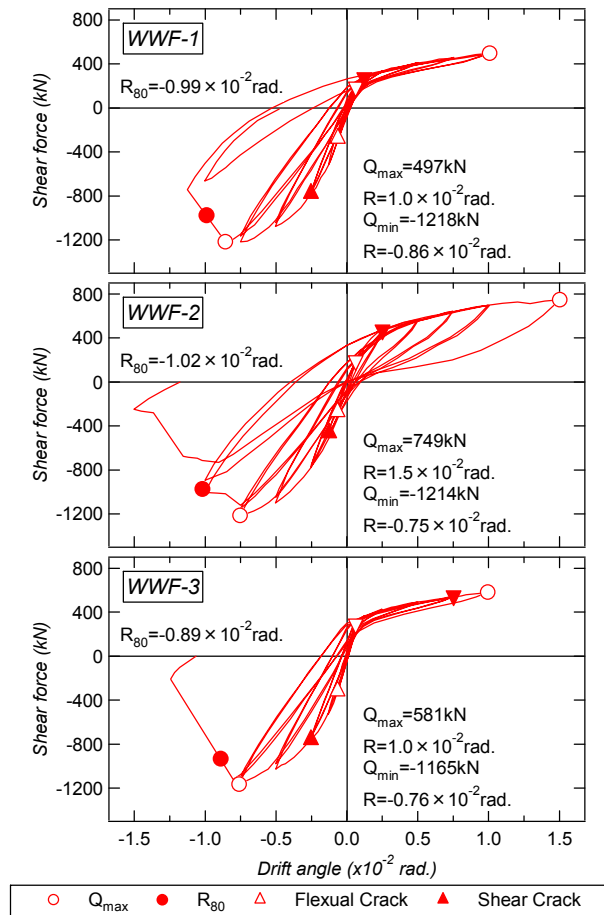 WWF-1
R80=-0.99×10-2rad.
Qmax=497kN
R=1.0×10-2rad.
Qmin=-1218kN
R=-0.86×10-2rad.
800
400
0
-400
-800
-1200
Shear force (kN)
WWF-2
R80=-1.02×10-2rad.
Qmax=749kN
R=1.5×10-2rad.
Qmin=-1214kN
R=-0.75×10-2rad.
800
400
0
-400
-800
-1200
Shear force (kN)
WWF-3
R80=-0.89×10-2rad.
Qmax=581kN
R=1.0×10-2rad.
Qmin=-1165kN
R=-0.76×10-2rad.
800
400
0
-400
-800
-1200
Shear force (kN)
-1.5 -1.0 -0.5 0.0 0.5 1.0 1.5
Drift angle (x10-2 rad.)
Qmax R80 Flexual Crack Shear Crack